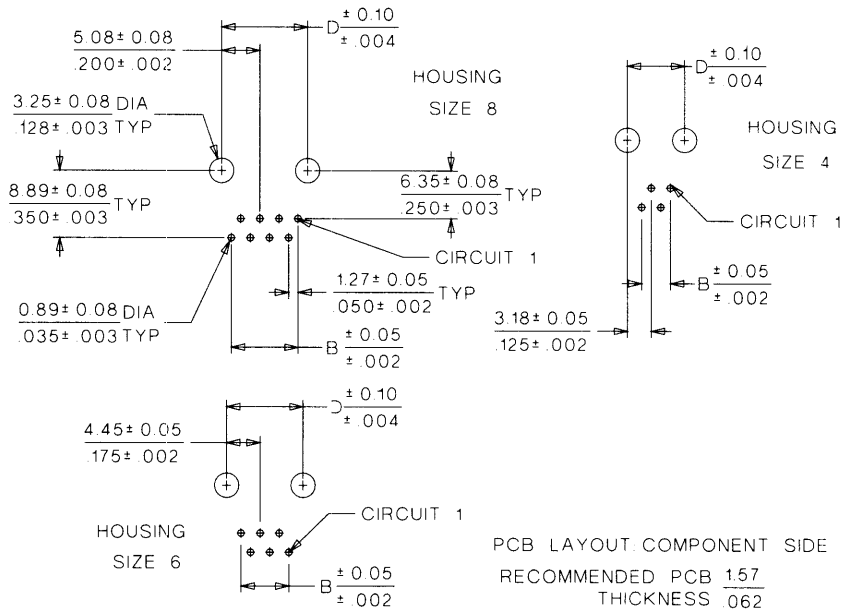 D ± 0.10
± .004
5.08± 0.08
.200± .002
HOUSING
SIZE 8
3.25± 0.08 DIA
.128± .003 TYP
8.89± 0.08 TYP
.350± .003
6.35± 0.08 TYP
.250± .003
CIRCUIT 1
1.27± 0.05 TYP
.050± .002
0.89± 0.08 DIA
.035± .003 TYP
B ± 0.05
± .002
D ± 0.10
± .004
HOUSING
SIZE 4
CIRCUIT 1
B ± 0.05
± .002
3.18± 0.05
.125± .002
D ± 0.10
± .004
4.45± 0.05
.175± .002
CIRCUIT 1
HOUSING
SIZE 6
B ± 0.05
± .002
PCB LAYOUT: COMPONENT SIDE
RECOMMENDED PCB 1.57
THICKNESS .062